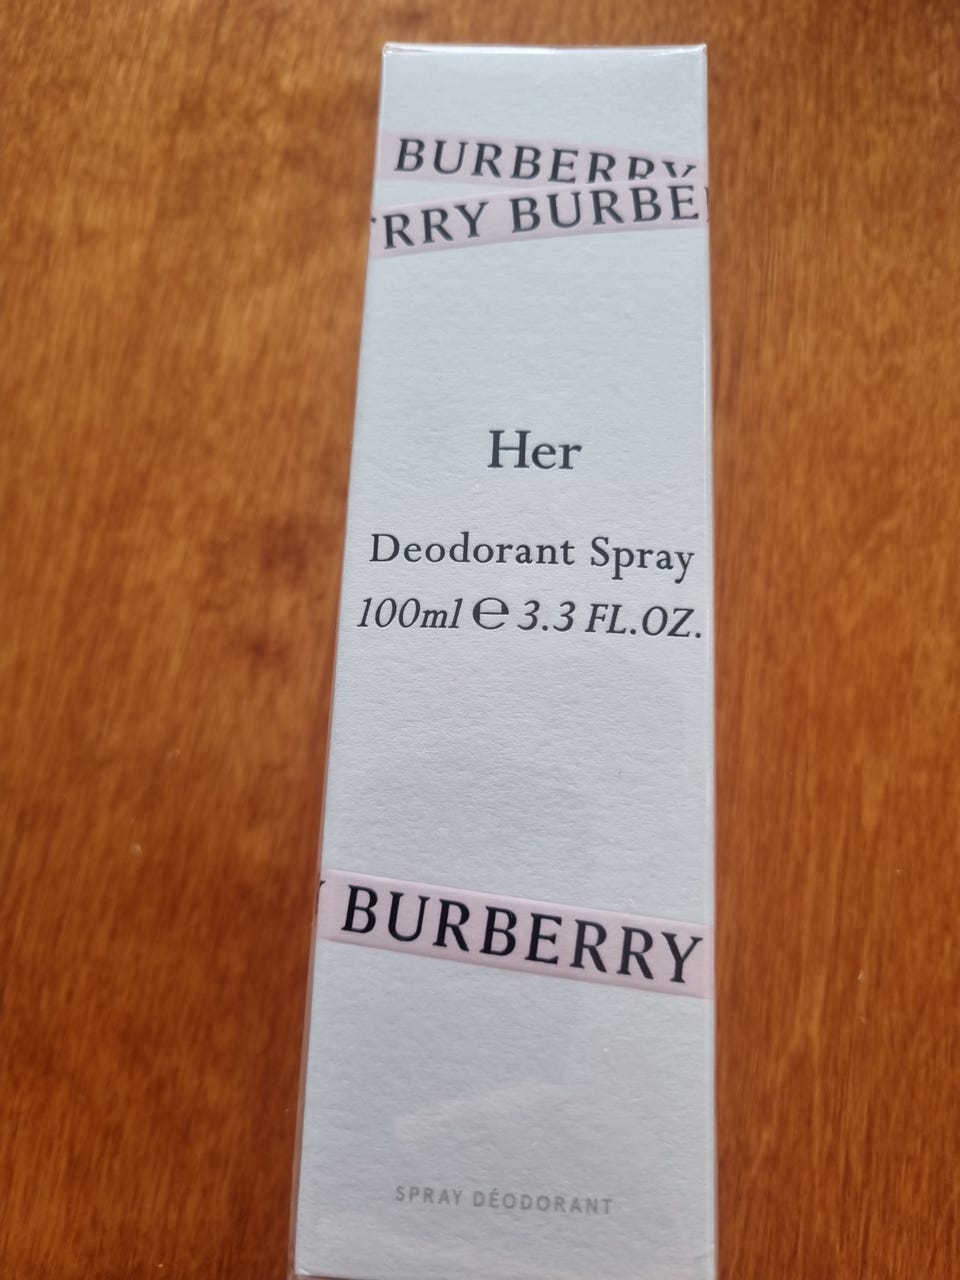 BURBERRY
RRY BURBE
Her
Deodorant Spray
100ml ℮ 3.3 FL.OZ.
BURBERRY
SPRAY DÉODORANT